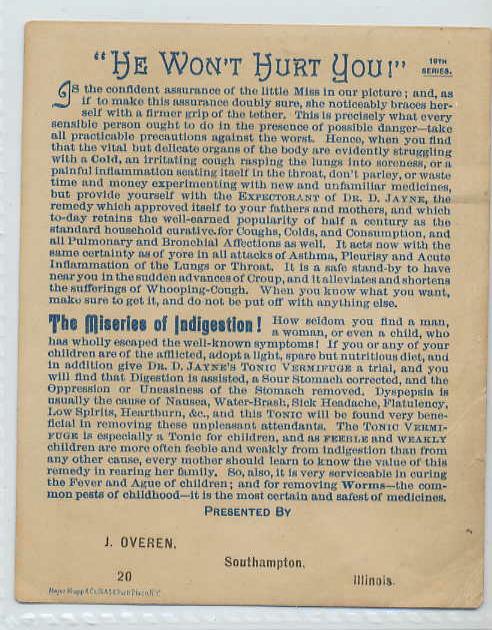 "HE WON'T HURT YOU!" 16TH SERIES.
IS the confident assurance of the little Miss in our picture; and, as
if to make this assurance doubly sure, she noticeably braces her-
self with a firmer grip of the tether. This is precisely what every
sensible person ought to do in the presence of possible danger—take
all practicable precautions against the worst. Hence, when you find
that the vital but delicate organs of the body are evidently struggling
with a Cold, an irritating cough rasping the lungs into soreness, or a
painful inflammation seating itself in the throat, don't parley, or waste
time and money experimenting with new and unfamiliar medicines,
but provide yourself with the EXPECTORANT of DR. D. JAYNE, the
remedy which approved itself to your fathers and mothers, and which
to-day retains the well-earned popularity of half a century as the
standard household curative.for Coughs, Colds, and Consumption, and
all Pulmonary and Bronchial Affections as well. It acts now with the
same certainty as of yore in all attacks of Asthma, Pleurisy and Acute
Inflammation of the Lungs or Throat. It is a safe stand-by to have
near you in the sudden advances of Croup, and it alleviates and shortens
the sufferings of Whooping-Cough. When you know what you want,
make sure to get it, and do not be put off with anything else.
The Miseries of Indigestion! How seldom you find a man,
a woman, or even a child, who
has wholly escaped the well-known symptoms! If you or any of your
children are of the afflicted, adopt a light, spare but nutritious diet, and
in addition give DR. D. JAYNE'S TONIC VERMIFUGE a trial, and you
will find that Digestion is assisted, a Sour Stomach corrected, and the
Oppression or Uneasiness of the Stomach removed. Dyspepsia is
usually the cause of Nausea, Water-Brash, Sick Headache, Flatulency,
Low Spirits, Heartburn, &c., and this TONIC will be found very bene-
ficial in removing these unpleasant attendants. The TONIC VERMI-
FUGE is especially a Tonic for children, and as FEEBLE and WEAKLY
children are more often feeble and weakly from indigestion than from
any other cause, every mother should learn to know the value of this
remedy in rearing her family. So, also, it is very serviceable in curing
the Fever and Ague of children; and for removing Worms—the com-
mon pests of childhood—it is the most certain and safest of medicines.
PRESENTED BY
J. OVEREN,
Southampton,
20 Illinois.